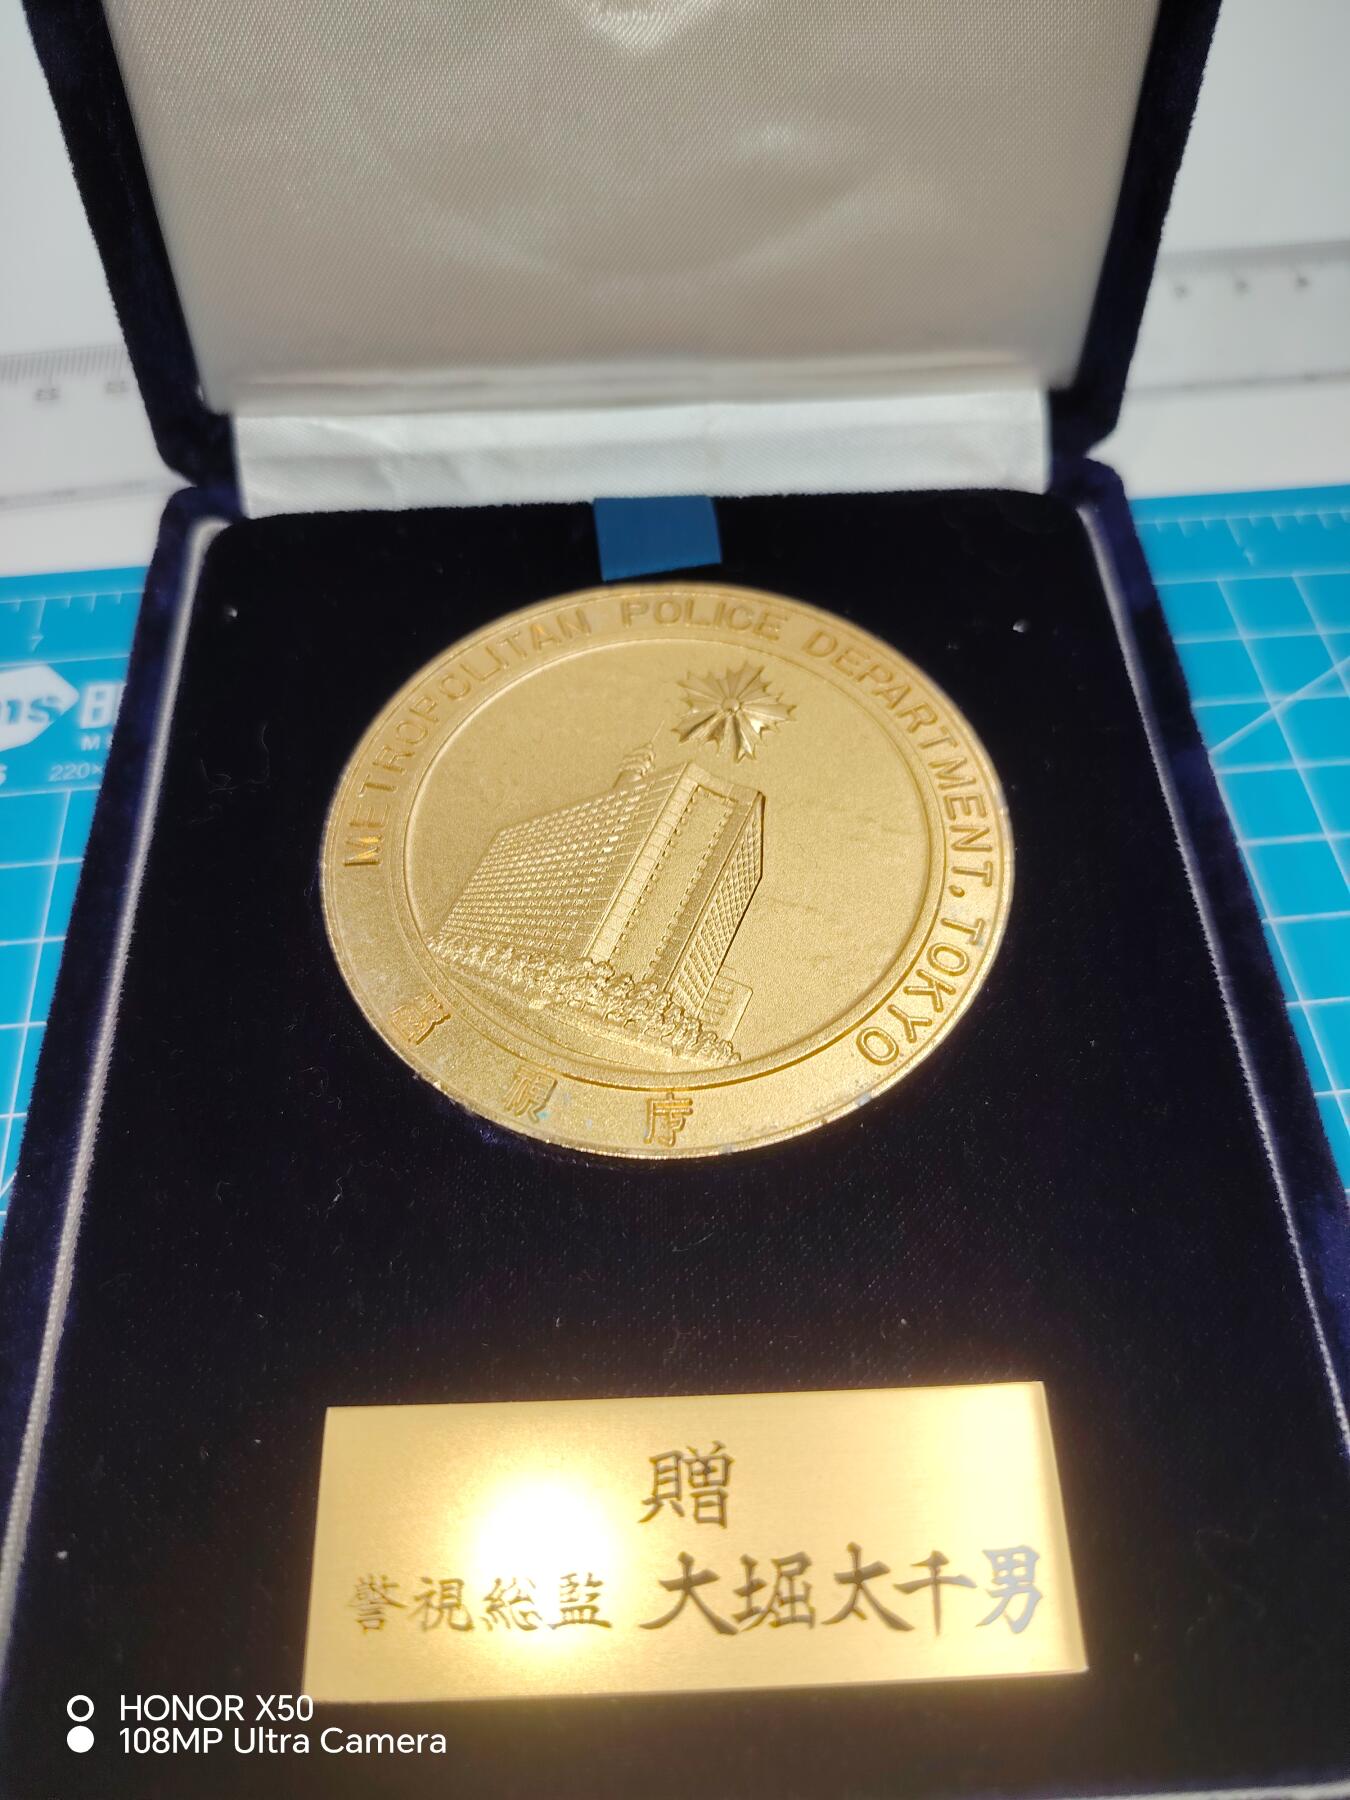 METROPOLITAN POLICE DEPARTMENT, TOKYO
警視庁
贈
警視総監 大堀太千男
220×
HONOR X50
108MP Ultra Camera